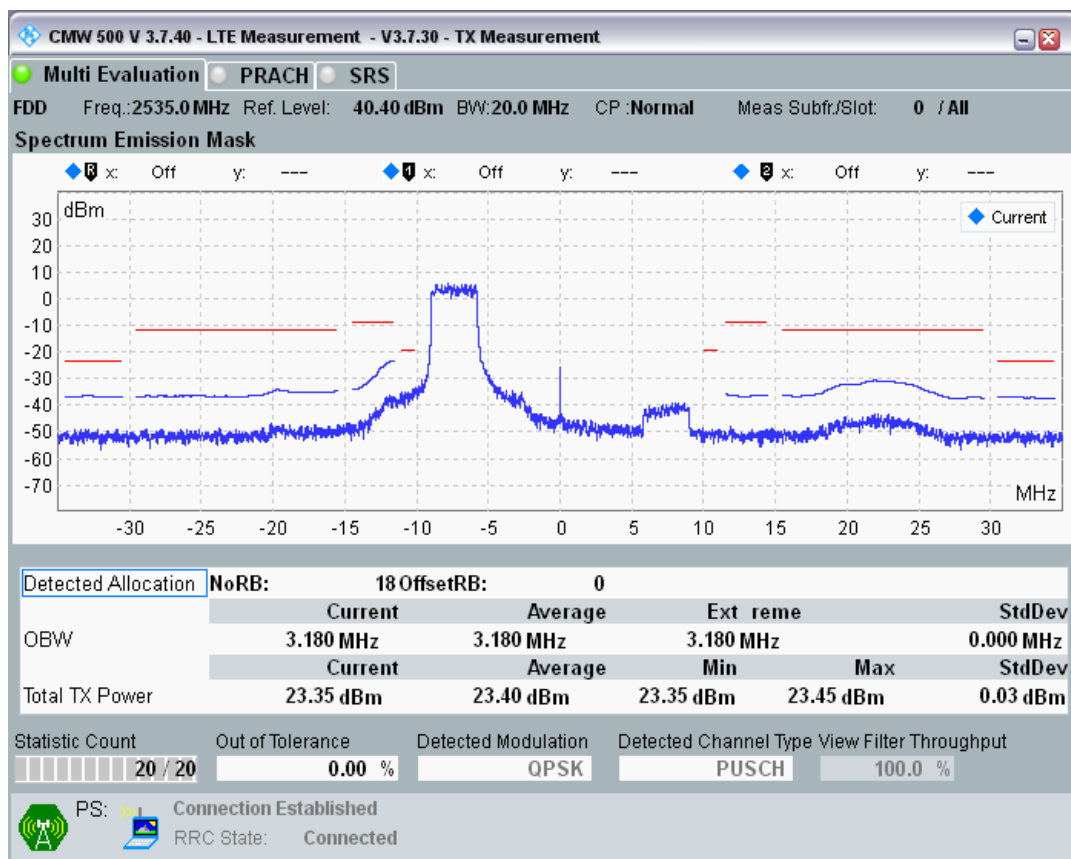 CMW 500 V 3.7.40 - LTE Measurement - V3.7.30 - TX Measurement
Multi Evaluation PRACH SRS
FDD Freq.:2535.0 MHz Ref. Level: 40.40 dBm BW:20.0 MHz CP :Normal Meas Subfr./Slot: 0 / All
Spectrum Emission Mask
R x: Off y: --- 1 x: Off y: --- 2 x: Off y: ---
dBm
Current
30
20
10
0
-10
-20
-30
-40
-50
-60
-70
MHz
-30 -25 -20 -15 -10 -5 0 5 10 15 20 25 30
Detected Allocation NoRB: 18 OffsetRB: 0
Current Average Ext reme StdDev
OBW 3.180 MHz 3.180 MHz 3.180 MHz 0.000 MHz
Current Average Min Max StdDev
Total TX Power 23.35 dBm 23.40 dBm 23.35 dBm 23.45 dBm 0.03 dBm
Statistic Count Out of Tolerance Detected Modulation Detected Channel Type View Filter Throughput
20 / 20 0.00 % QPSK PUSCH 100.0 %
PS: Connection Established
RRC State: Connected